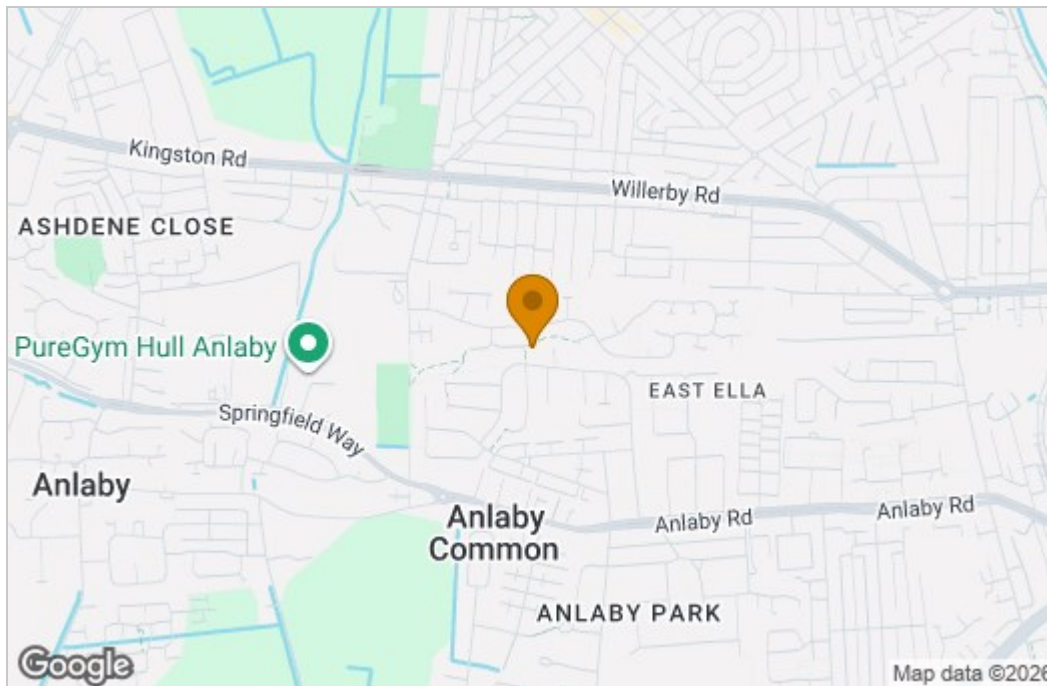 Kingston Rd
Willerby Rd
ASHDENE CLOSE
PureGym Hull Anlaby
EAST ELLA
Springfield Way
Anlaby
Anlaby
Common
Anlaby Rd
Anlaby Rd
ANLABY PARK
Google
Map data ©2026